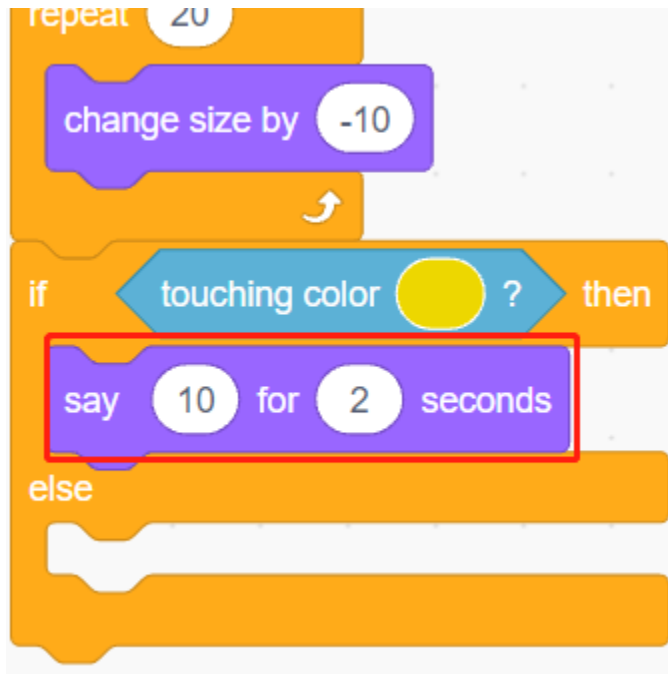 repeat 20
change size by -10
if touching color ? then
say 10 for 2 seconds
else